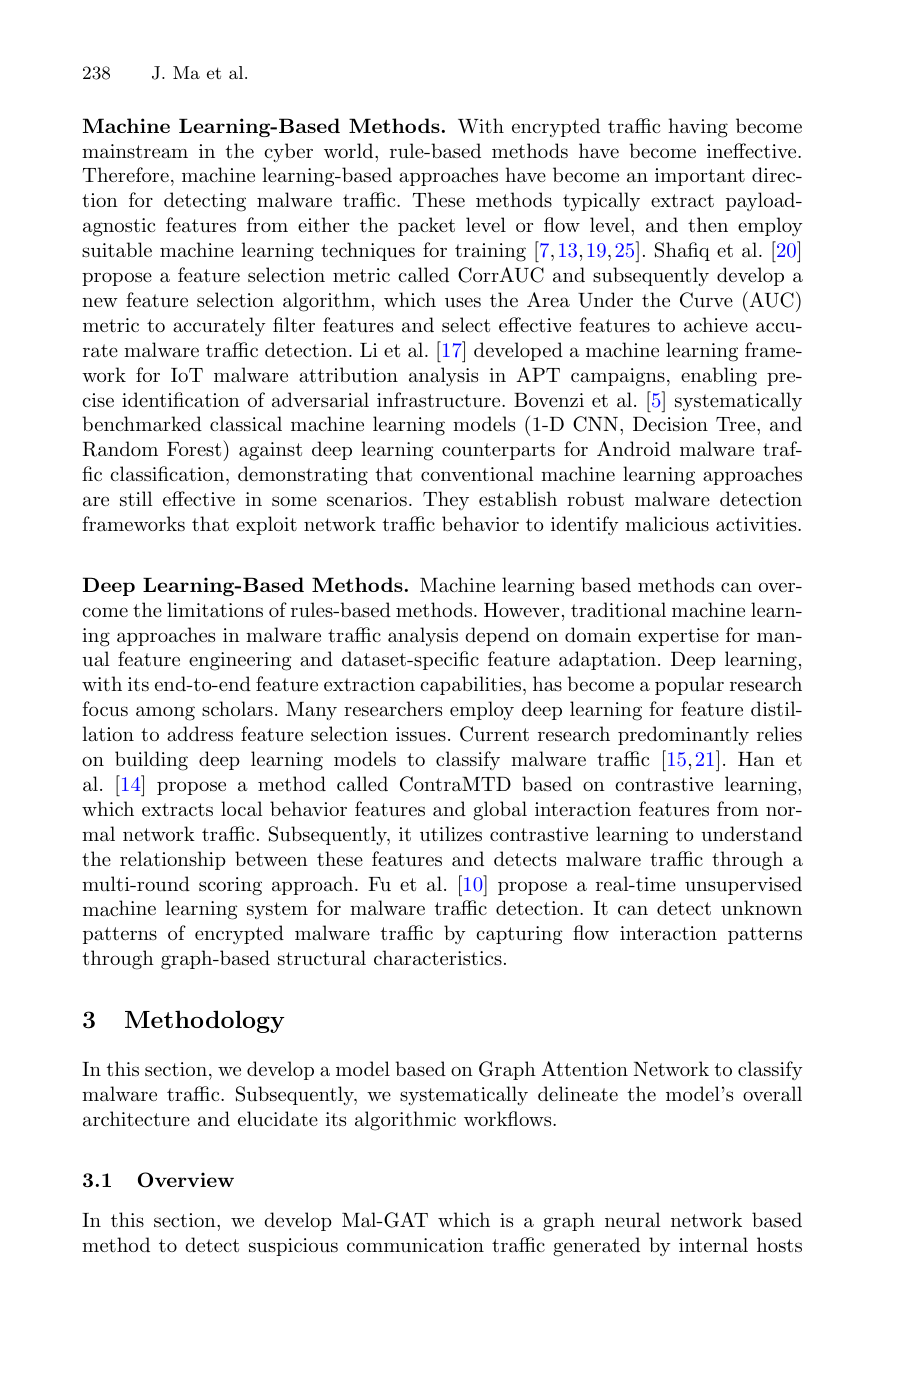 238 J. Ma et al.
Machine Learning-Based Methods. With encrypted traffic having become
mainstream in the cyber world, rule-based methods have become ineffective.
Therefore, machine learning-based approaches have become an important direc-
tion for detecting malware traffic. These methods typically extract payload-
agnostic features from either the packet level or flow level, and then employ
suitable machine learning techniques for training [7,13,19,25]. Shafiq et al. [20]
propose a feature selection metric called CorrAUC and subsequently develop a
new feature selection algorithm, which uses the Area Under the Curve (AUC)
metric to accurately filter features and select effective features to achieve accu-
rate malware traffic detection. Li et al. [17] developed a machine learning frame-
work for IoT malware attribution analysis in APT campaigns, enabling pre-
cise identification of adversarial infrastructure. Bovenzi et al. [5] systematically
benchmarked classical machine learning models (1-D CNN, Decision Tree, and
Random Forest) against deep learning counterparts for Android malware traf-
fic classification, demonstrating that conventional machine learning approaches
are still effective in some scenarios. They establish robust malware detection
frameworks that exploit network traffic behavior to identify malicious activities.
Deep Learning-Based Methods. Machine learning based methods can over-
come the limitations of rules-based methods. However, traditional machine learn-
ing approaches in malware traffic analysis depend on domain expertise for man-
ual feature engineering and dataset-specific feature adaptation. Deep learning,
with its end-to-end feature extraction capabilities, has become a popular research
focus among scholars. Many researchers employ deep learning for feature distil-
lation to address feature selection issues. Current research predominantly relies
on building deep learning models to classify malware traffic [15,21]. Han et
al. [14] propose a method called ContraMTD based on contrastive learning,
which extracts local behavior features and global interaction features from nor-
mal network traffic. Subsequently, it utilizes contrastive learning to understand
the relationship between these features and detects malware traffic through a
multi-round scoring approach. Fu et al. [10] propose a real-time unsupervised
machine learning system for malware traffic detection. It can detect unknown
patterns of encrypted malware traffic by capturing flow interaction patterns
through graph-based structural characteristics.
3 Methodology
In this section, we develop a model based on Graph Attention Network to classify
malware traffic. Subsequently, we systematically delineate the model's overall
architecture and elucidate its algorithmic workflows.
3.1 Overview
In this section, we develop Mal-GAT which is a graph neural network based
method to detect suspicious communication traffic generated by internal hosts